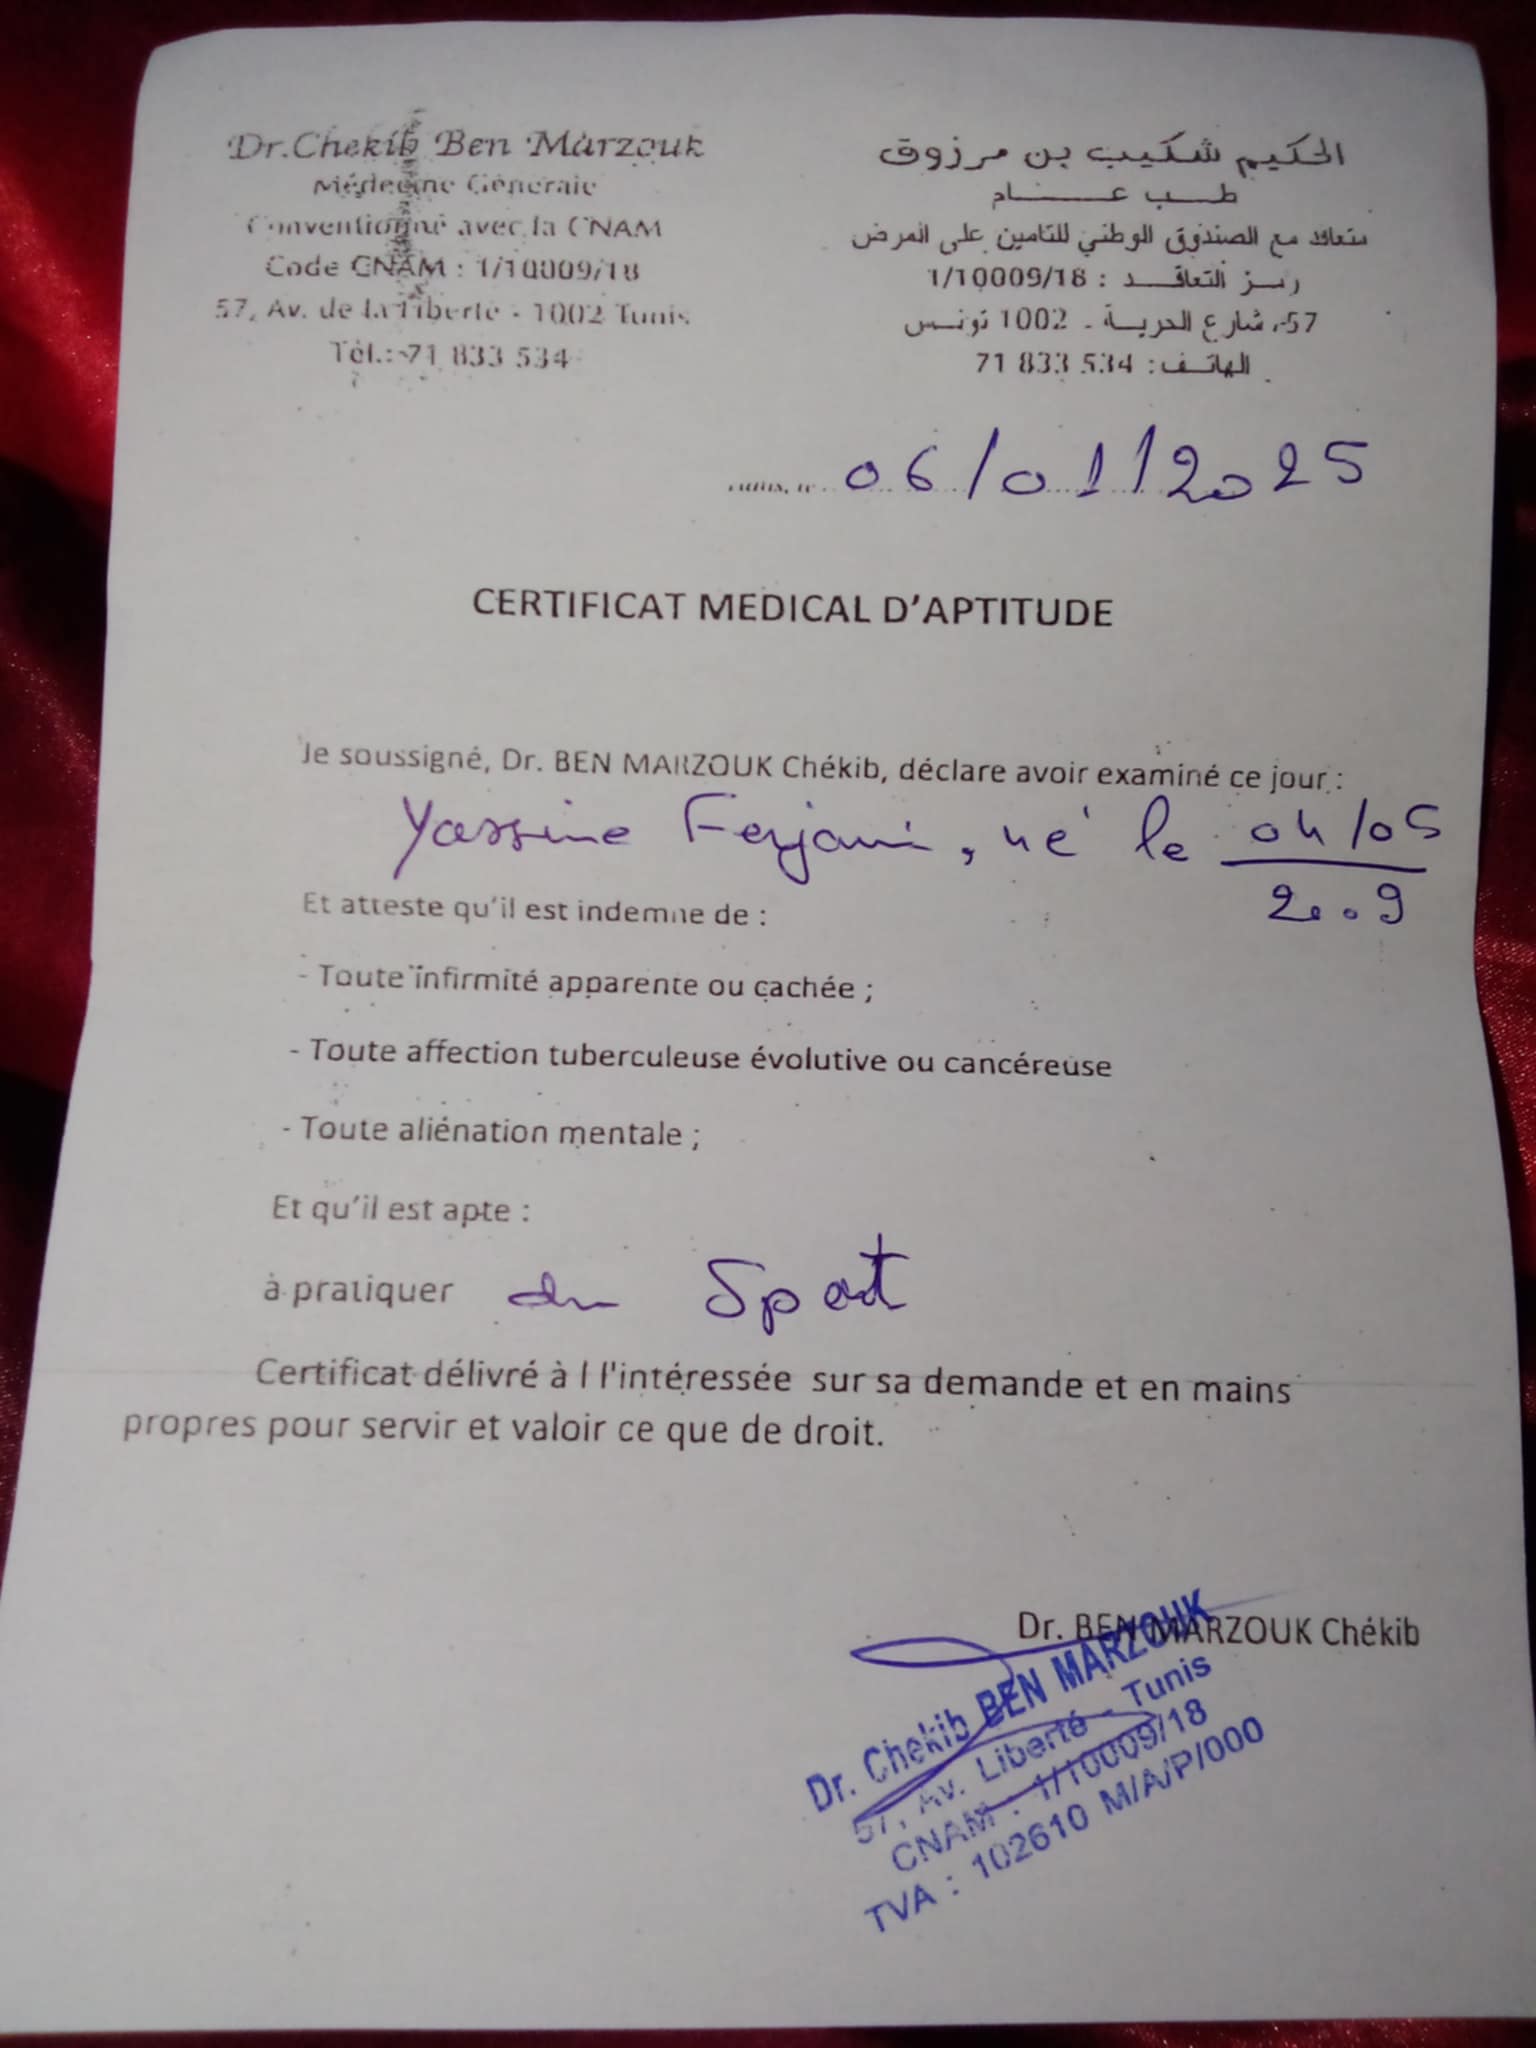 Dr.Chekib Ben Marzouk
Médecine Générale
Conventionné avec la CNAM
Code CNAM : 1/10009/18
57, Av. de la Liberté - 1002 Tunis
Tél.: 71 833 534
الحكيم شكيب بن مرزوق
طب عام
متعاقد مع الصندوق الوطني للتامين على المرض
رمز التعاقد : 1/10009/18
57، شارع الحرية - 1002 تونس
الهاتف: 71 833 534
Tunis, le 06/01/2025
CERTIFICAT MEDICAL D'APTITUDE
Je soussigné, Dr. BEN MARZOUK Chékib, déclare avoir examiné ce jour :
Yassine Ferjani, né le 04/05
2009
Et atteste qu'il est indemne de :
- Toute infirmité apparente ou cachée ;
- Toute affection tuberculeuse évolutive ou cancéreuse
- Toute aliénation mentale ;
Et qu'il est apte :
à pratiquer du Sport
Certificat délivré à l l'intéressée sur sa demande et en mains
propres pour servir et valoir ce que de droit.
Dr. BEN MARZOUK Chékib
Dr. Chekib BEN MARZOUK
57, Av. Liberté - Tunis
CNAM : 1/10009/18
TVA : 102610 M/A/P/000